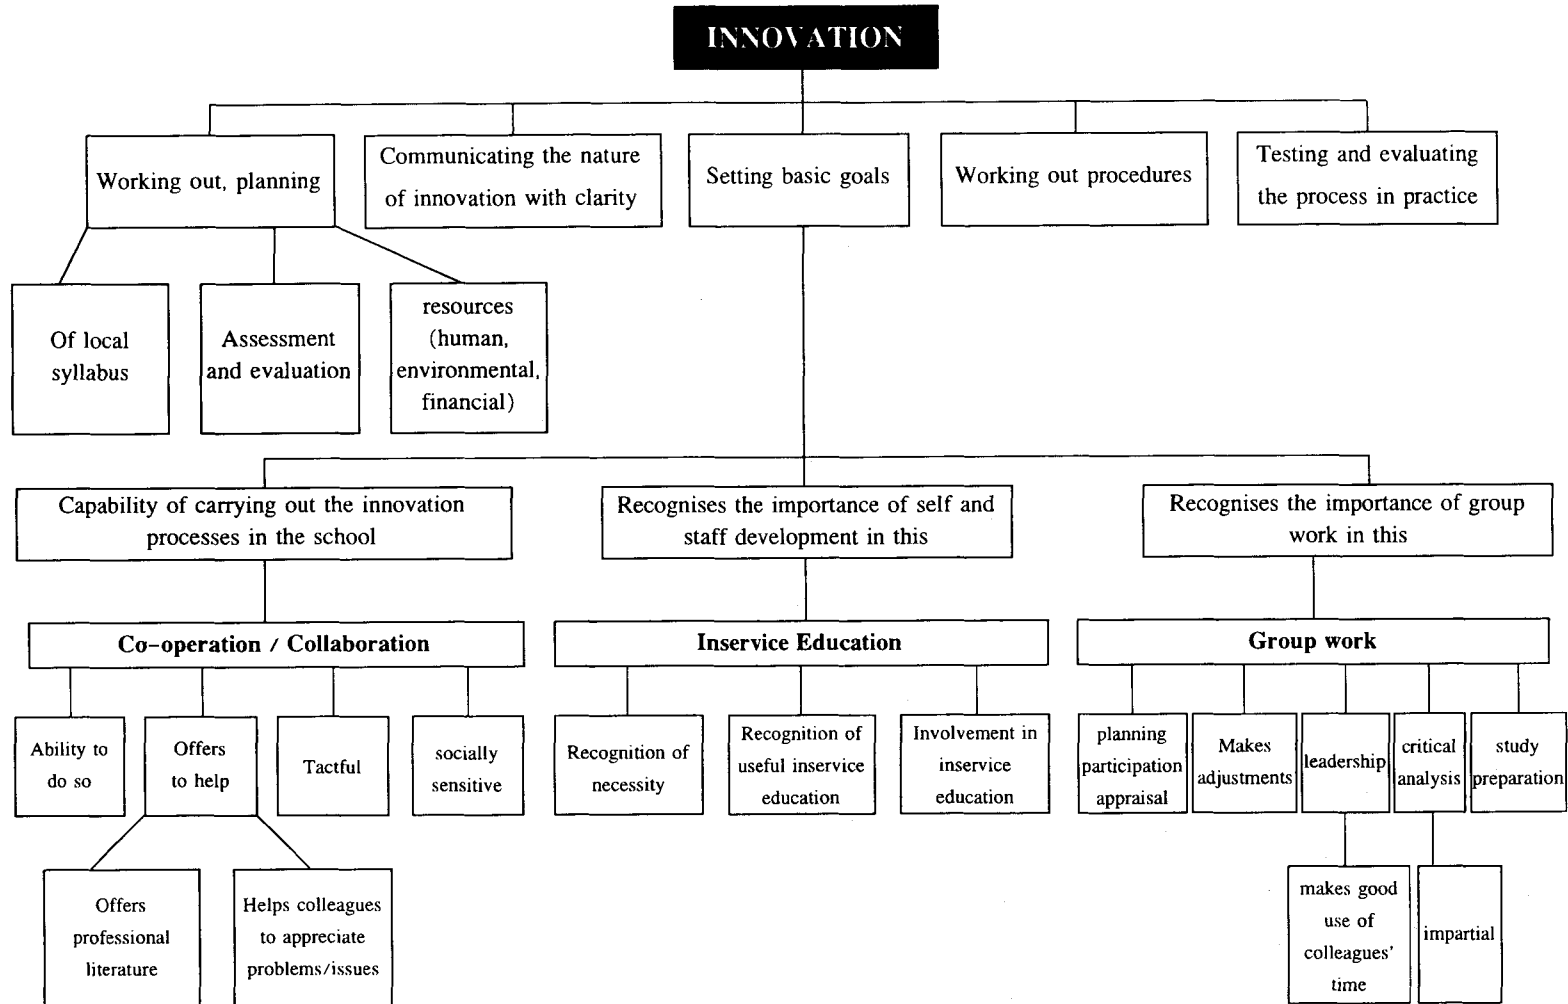 INNOVATION
Working out, planning
Communicating the nature
of innovation with clarity
Setting basic goals
Working out procedures
Testing and evaluating
the process in practice
Of local
syllabus
Assessment
and evaluation
resources
(human,
environmental,
financial)
Capability of carrying out the innovation
processes in the school
Recognises the importance of self and
staff development in this
Recognises the importance of group
work in this
Co-operation / Collaboration
Inservice Education
Group work
Ability to
do so
Offers
to help
Tactful
socially
sensitive
Recognition of
necessity
Recognition of
useful inservice
education
Involvement in
inservice
education
planning
participation
appraisal
Makes
adjustments
leadership
critical
analysis
study
preparation
Offers
professional
literature
Helps colleagues
to appreciate
problems/issues
makes good
use of
colleagues'
time
impartial